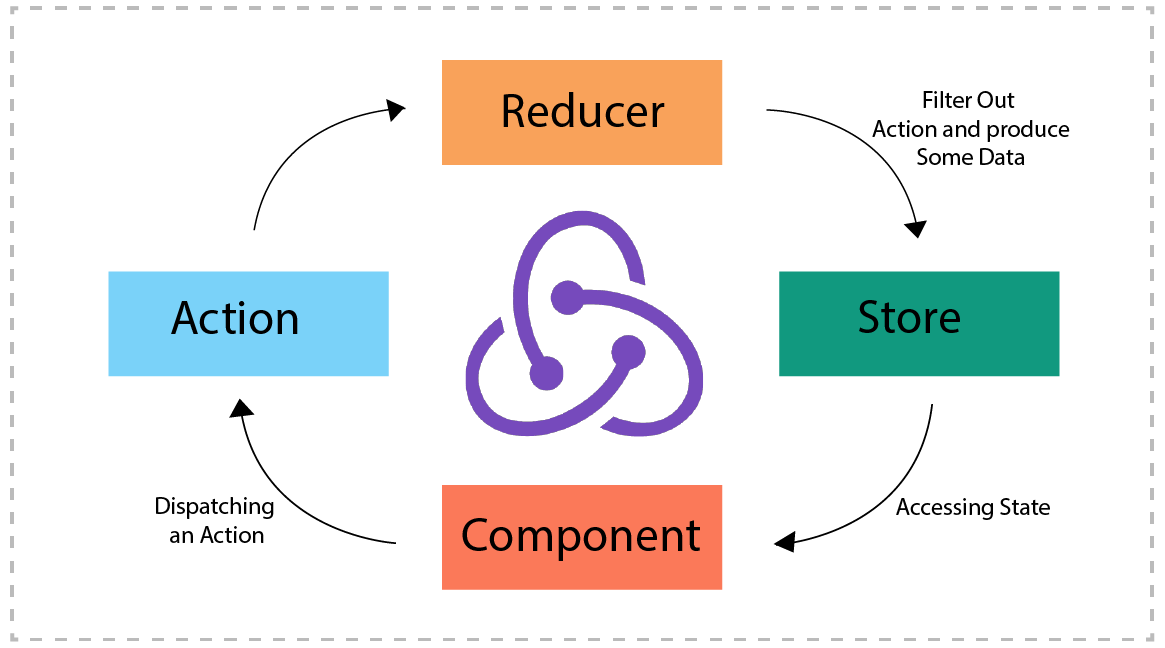 Reducer
Filter Out
Action and produce
Some Data
Action
Store
Dispatching
an Action
Component
Accessing State